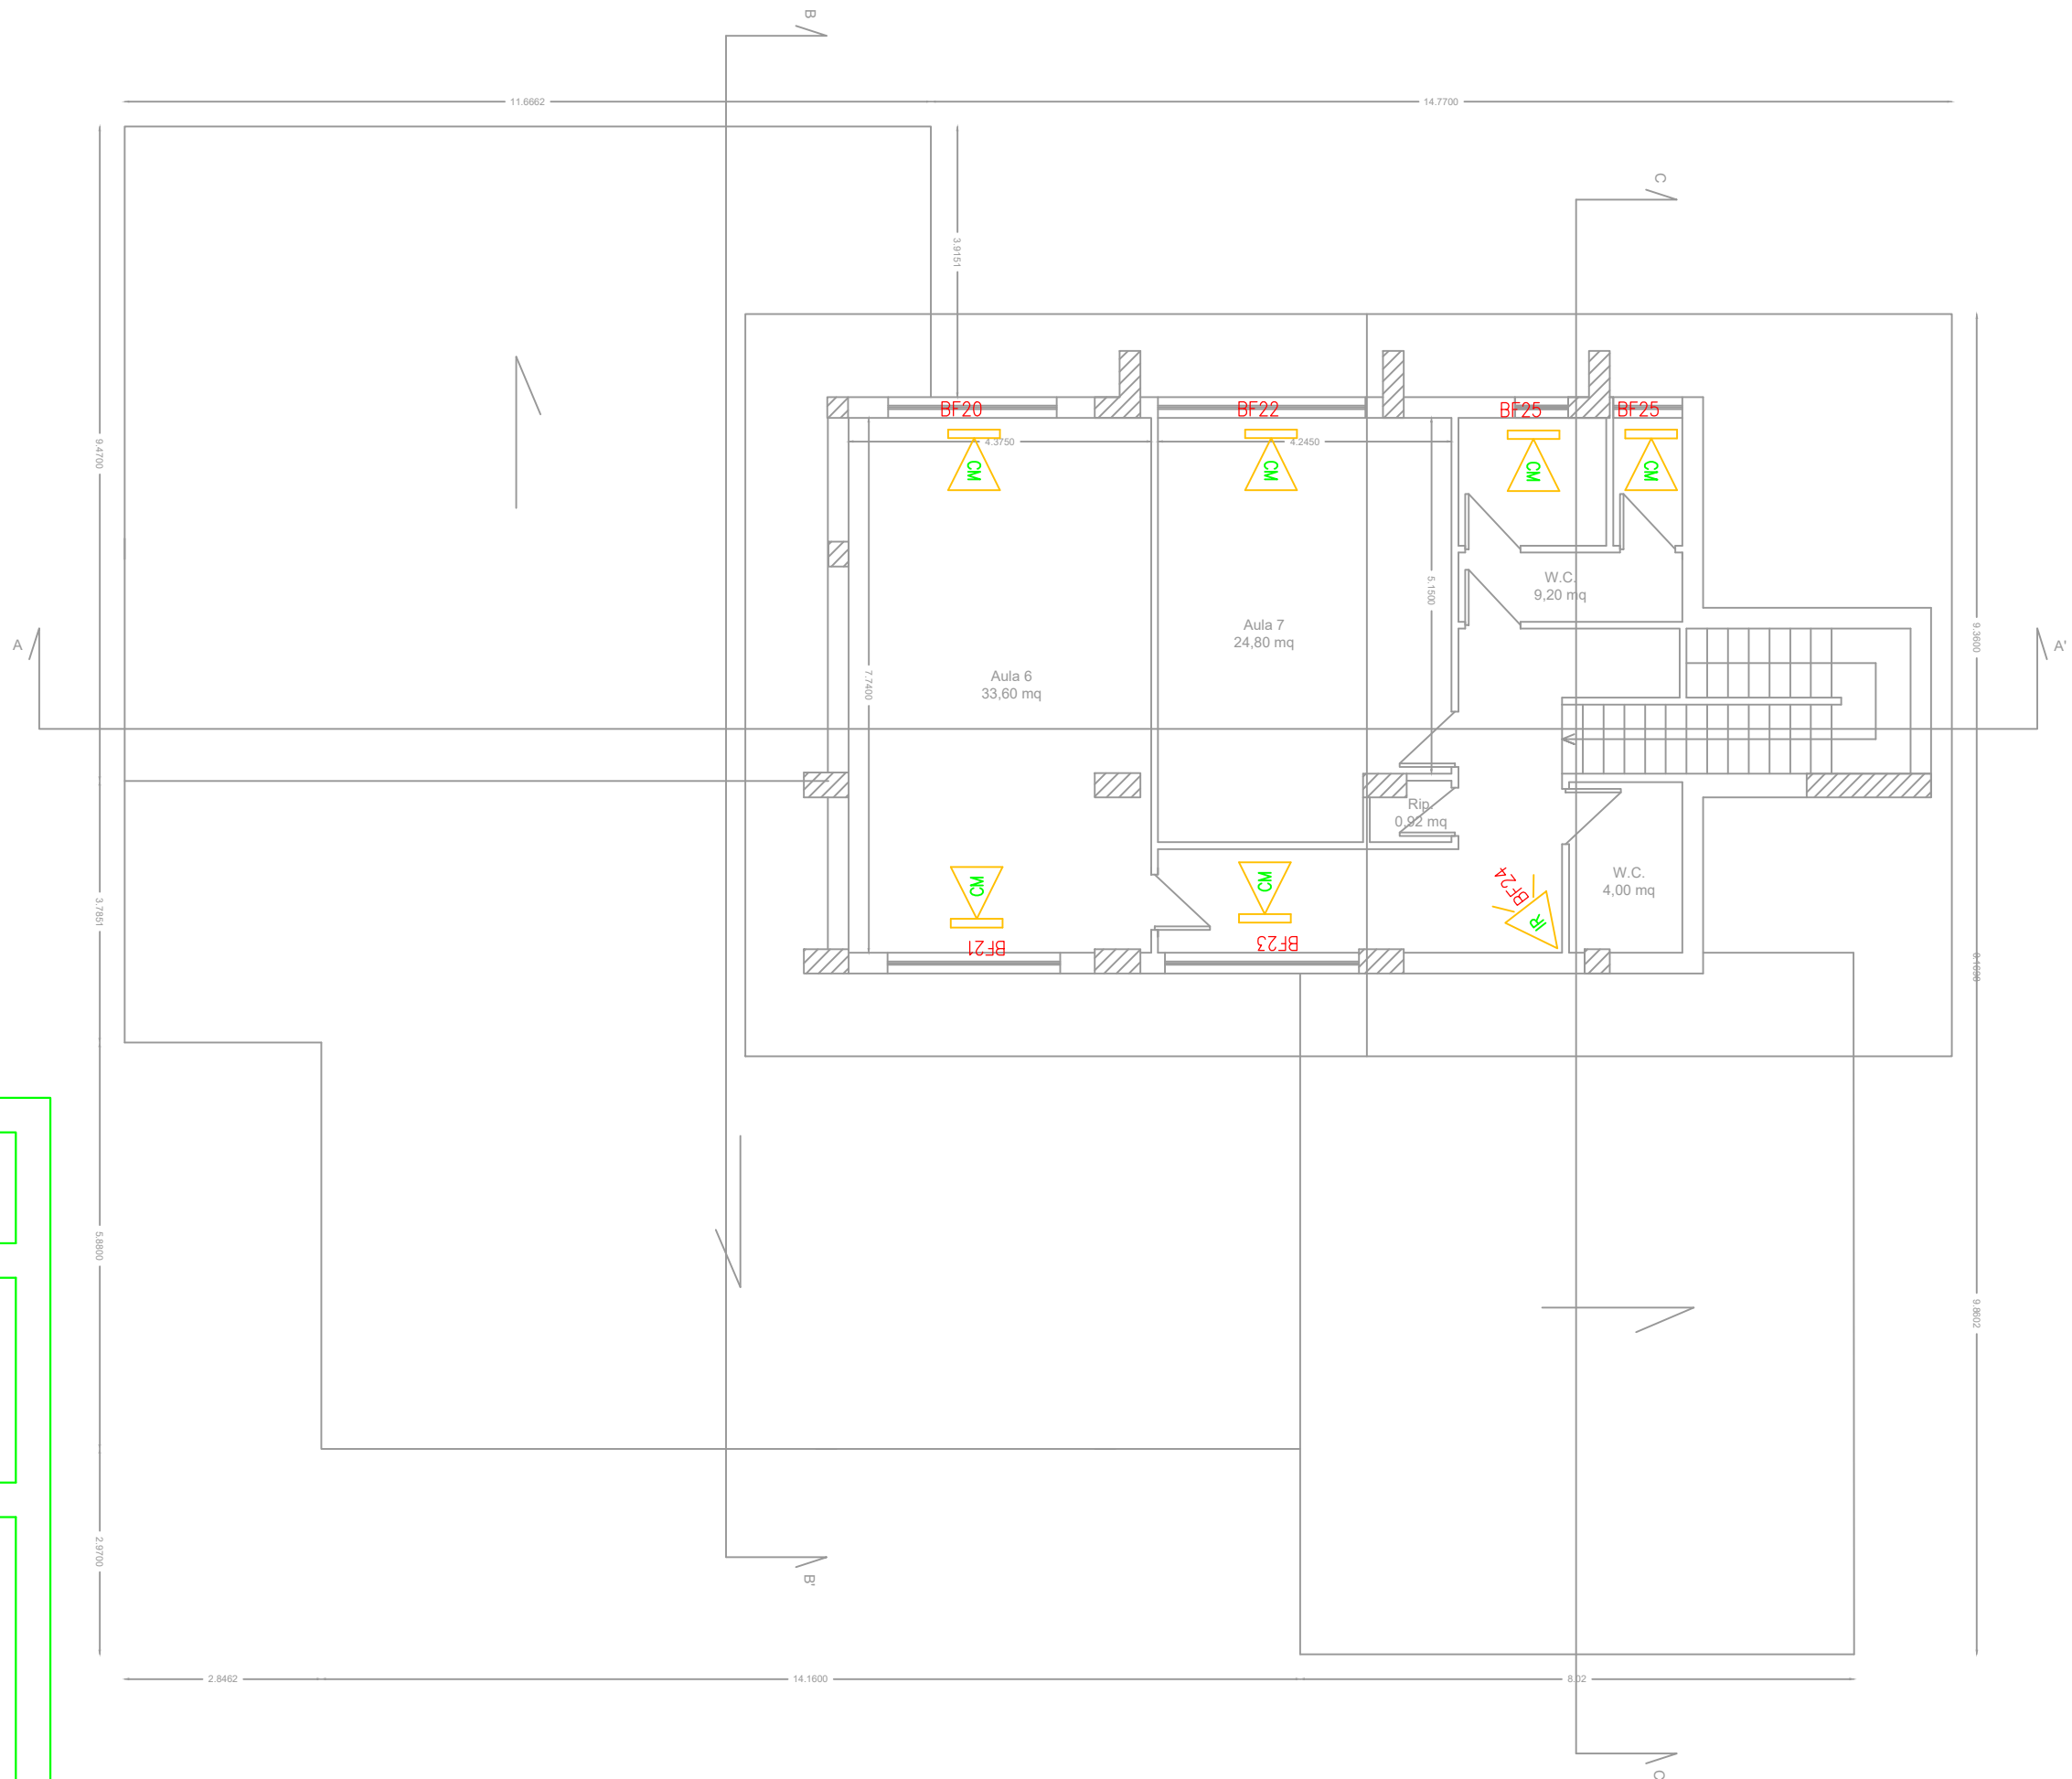 B
11.6662
14.7700
C
3.9151
BF20
BF22
BF25
BF25
4.3750
4.2450
CM
CM
CM
CM
9.4700
5.1500
W.C.
9,20 mq
Aula 7
24,80 mq
9.3600
A
A'
Aula 6
33,60 mq
7.7400
Rip.
0,92 mq
W.C.
4,00 mq
CM
CM
BF24
IR
3.7851
BF21
BF23
5.8800
9.8602
2.9700
B'
2.8462
14.1600
8.02
C